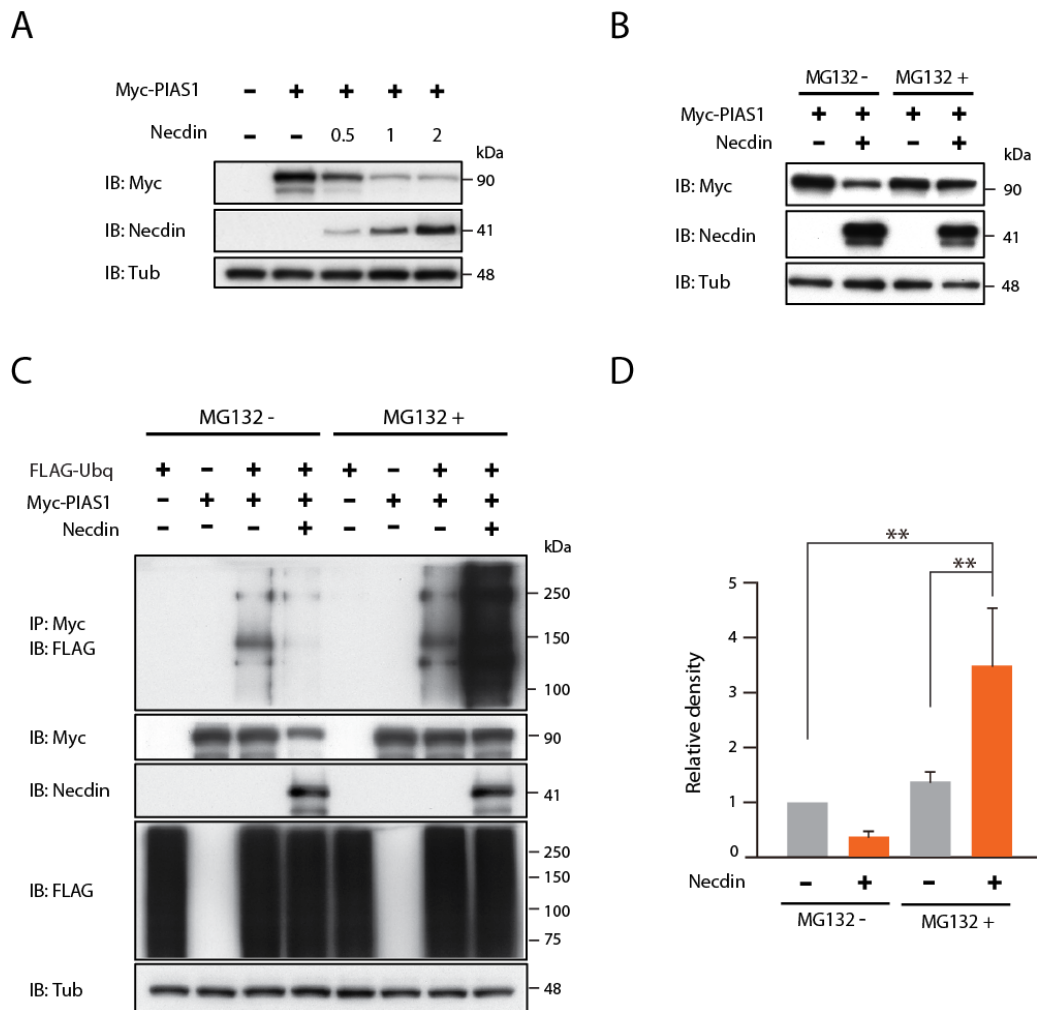 A
Myc-PIAS1 - + + + +
Necdin - - 0.5 1 2
kDa
IB: Myc 90
IB: Necdin 41
IB: Tub 48
B
MG132 - MG132 +
Myc-PIAS1 + + + +
Necdin - + - +
kDa
IB: Myc 90
IB: Necdin 41
IB: Tub 48
C
MG132 - MG132 +
FLAG-Ubq + - + + + - + +
Myc-PIAS1 - + + + - + + +
Necdin - - - + - - - +
kDa
250
IP: Myc 150
IB: FLAG
100
IB: Myc 90
IB: Necdin 41
250
150
IB: FLAG
100
75
IB: Tub 48
D
**
**
5
4
3
2
1
0
Relative density
Necdin - + - +
MG132 - MG132 +